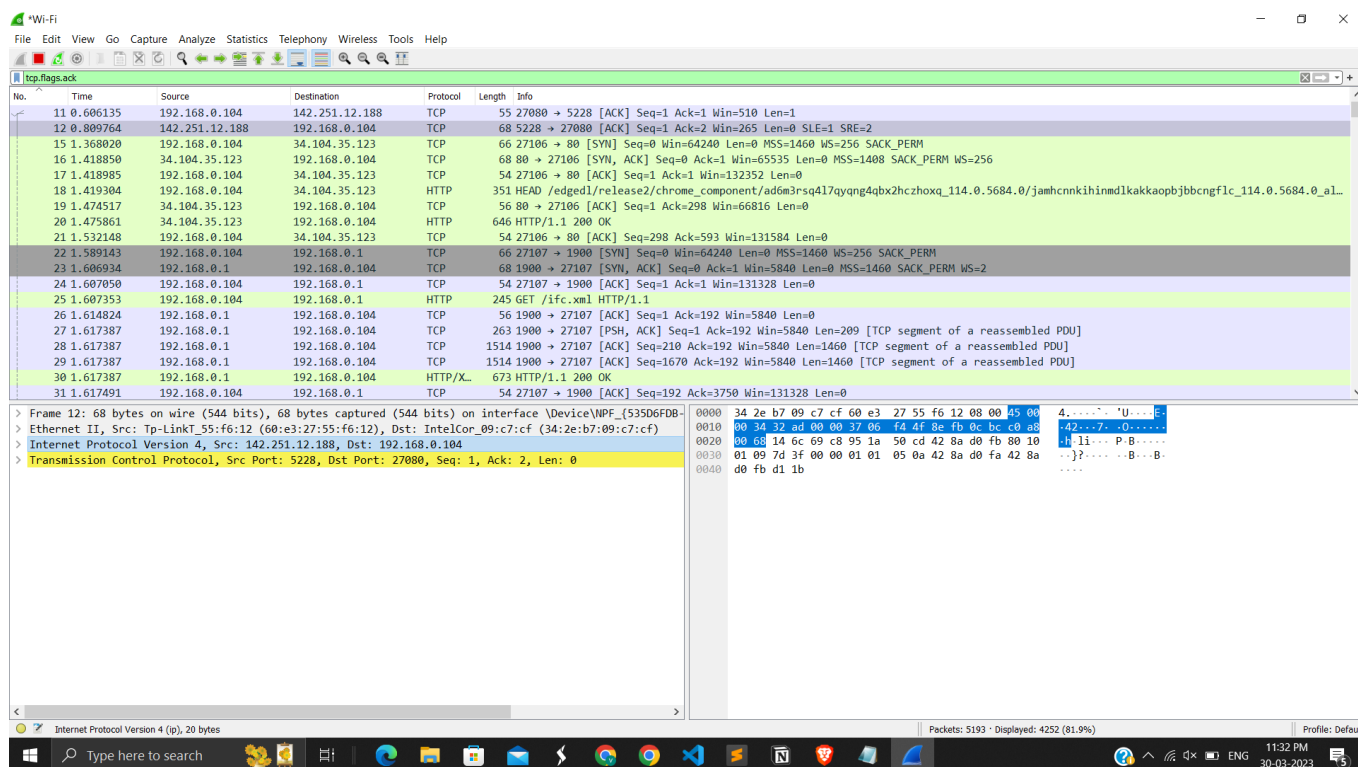 *Wi-Fi
File Edit View Go Capture Analyze Statistics Telephony Wireless Tools Help
tcp.flags.ack
No. Time Source Destination Protocol Length Info
11 0.606135 192.168.0.104 142.251.12.188 TCP 55 27080 → 5228 [ACK] Seq=1 Ack=1 Win=510 Len=1
12 0.809764 142.251.12.188 192.168.0.104 TCP 68 5228 → 27080 [ACK] Seq=1 Ack=2 Win=265 Len=0 SLE=1 SRE=2
15 1.368020 192.168.0.104 34.104.35.123 TCP 66 27106 → 80 [SYN] Seq=0 Win=64240 Len=0 MSS=1460 WS=256 SACK_PERM
16 1.418850 34.104.35.123 192.168.0.104 TCP 68 80 → 27106 [SYN, ACK] Seq=0 Ack=1 Win=65535 Len=0 MSS=1408 SACK_PERM WS=256
17 1.418985 192.168.0.104 34.104.35.123 TCP 54 27106 → 80 [ACK] Seq=1 Ack=1 Win=132352 Len=0
18 1.419304 192.168.0.104 34.104.35.123 HTTP 351 HEAD /edgedl/release2/chrome_component/ad6m3rsq4l7qyqng4qbx2hczhoxq_114.0.5684.0/jamhcnnkihinmdlkakkaopbjbbcngflc_114.0.5684.0_al…
19 1.474517 34.104.35.123 192.168.0.104 TCP 56 80 → 27106 [ACK] Seq=1 Ack=298 Win=66816 Len=0
20 1.475861 34.104.35.123 192.168.0.104 HTTP 646 HTTP/1.1 200 OK
21 1.532148 192.168.0.104 34.104.35.123 TCP 54 27106 → 80 [ACK] Seq=298 Ack=593 Win=131584 Len=0
22 1.589143 192.168.0.104 192.168.0.1 TCP 66 27107 → 1900 [SYN] Seq=0 Win=64240 Len=0 MSS=1460 WS=256 SACK_PERM
23 1.606934 192.168.0.1 192.168.0.104 TCP 68 1900 → 27107 [SYN, ACK] Seq=0 Ack=1 Win=5840 Len=0 MSS=1460 SACK_PERM WS=2
24 1.607050 192.168.0.104 192.168.0.1 TCP 54 27107 → 1900 [ACK] Seq=1 Ack=1 Win=131328 Len=0
25 1.607353 192.168.0.104 192.168.0.1 HTTP 245 GET /ifc.xml HTTP/1.1
26 1.614824 192.168.0.1 192.168.0.104 TCP 56 1900 → 27107 [ACK] Seq=1 Ack=192 Win=5840 Len=0
27 1.617387 192.168.0.1 192.168.0.104 TCP 263 1900 → 27107 [PSH, ACK] Seq=1 Ack=192 Win=5840 Len=209 [TCP segment of a reassembled PDU]
28 1.617387 192.168.0.1 192.168.0.104 TCP 1514 1900 → 27107 [ACK] Seq=210 Ack=192 Win=5840 Len=1460 [TCP segment of a reassembled PDU]
29 1.617387 192.168.0.1 192.168.0.104 TCP 1514 1900 → 27107 [ACK] Seq=1670 Ack=192 Win=5840 Len=1460 [TCP segment of a reassembled PDU]
30 1.617387 192.168.0.1 192.168.0.104 HTTP/X… 673 HTTP/1.1 200 OK
31 1.617491 192.168.0.104 192.168.0.1 TCP 54 27107 → 1900 [ACK] Seq=192 Ack=3750 Win=131328 Len=0
Frame 12: 68 bytes on wire (544 bits), 68 bytes captured (544 bits) on interface \Device\NPF_{535D6FDB-
Ethernet II, Src: Tp-LinkT_55:f6:12 (60:e3:27:55:f6:12), Dst: IntelCor_09:c7:cf (34:2e:b7:09:c7:cf)
Internet Protocol Version 4, Src: 142.251.12.188, Dst: 192.168.0.104
Transmission Control Protocol, Src Port: 5228, Dst Port: 27080, Seq: 1, Ack: 2, Len: 0
0000 34 2e b7 09 c7 cf 60 e3 27 55 f6 12 08 00 45 00 4.····`· 'U····E·
0010 00 34 32 ad 00 00 37 06 f4 4f 8e fb 0c bc c0 a8 ·42···7· ·O······
0020 00 68 14 6c 69 c8 95 1a 50 cd 42 8a d0 fb 80 10 ·h·li··· P·B·····
0030 01 09 7d 3f 00 00 01 01 05 0a 42 8a d0 fa 42 8a ··}?···· ··B···B·
0040 d0 fb d1 1b ····
Internet Protocol Version 4 (ip), 20 bytes
Packets: 5193 · Displayed: 4252 (81.9%)
Profile: Defau
Type here to search
ENG
11:32 PM
30-03-2023
5